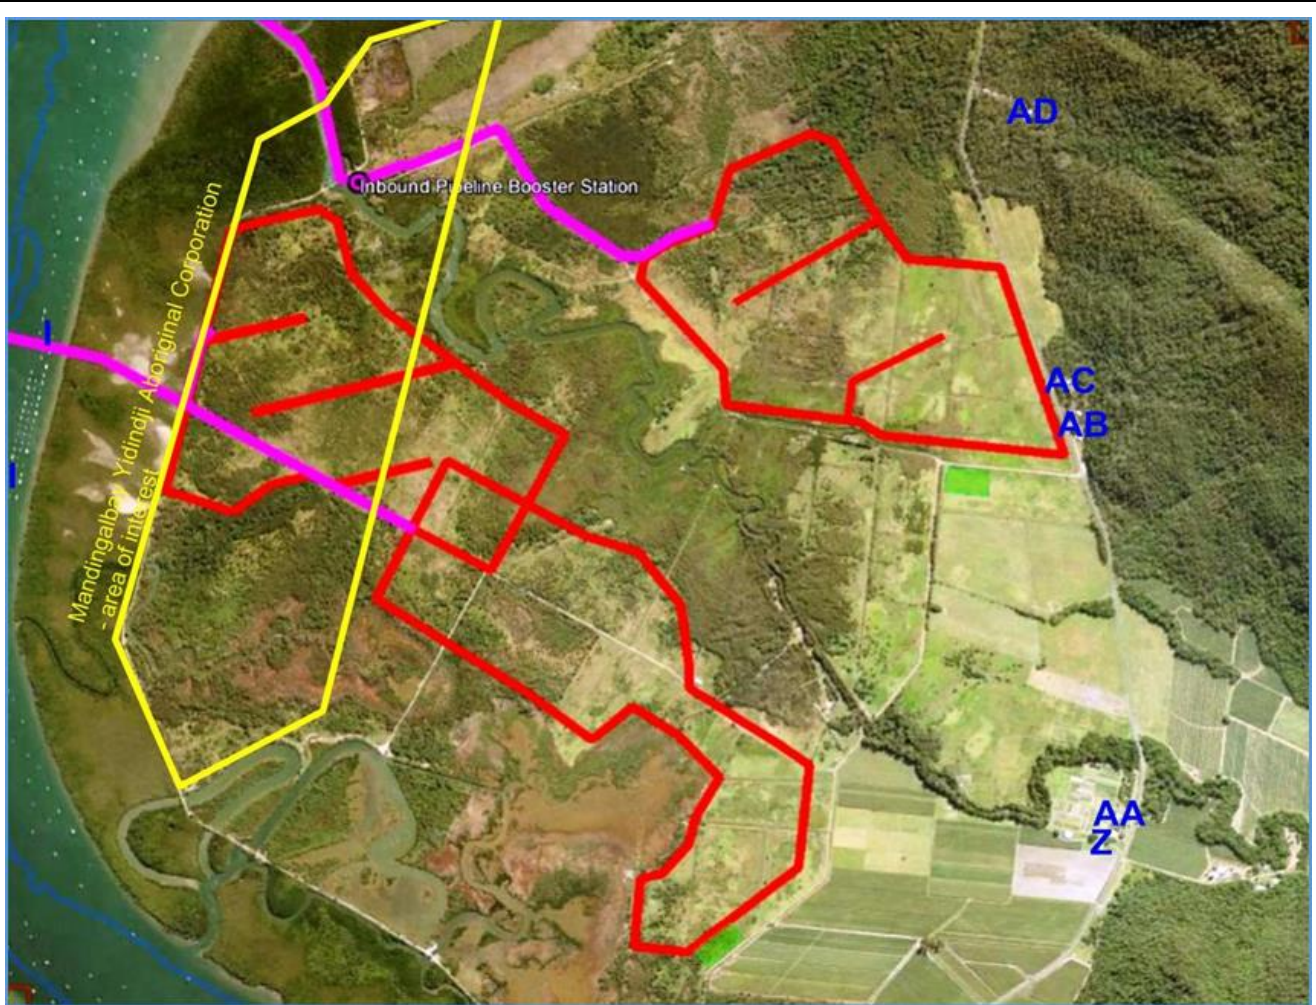 AD
Inbound Pipeline Booster Station
Mandingalbay Yidindji Aboriginal Corporation
- area of interest
I
AC
AB
I
AA
Z